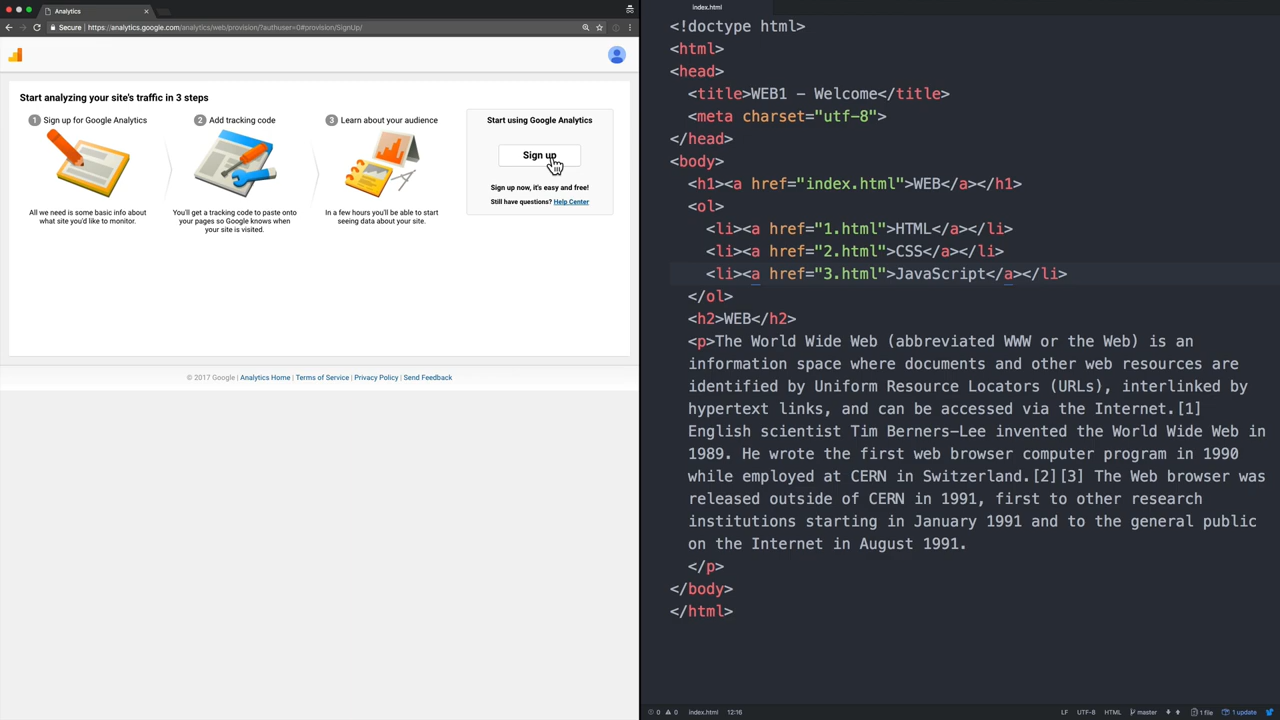 Analytics
Secure | https://analytics.google.com/analytics/web/provision/?authuser=0#provision/SignUp/
Start analyzing your site's traffic in 3 steps
1 Sign up for Google Analytics
All we need is some basic info about
what site you'd like to monitor.
2 Add tracking code
You'll get a tracking code to paste onto
your pages so Google knows when
your site is visited.
3 Learn about your audience
In a few hours you'll be able to start
seeing data about your site.
Start using Google Analytics
Sign up
Sign up now, it's easy and free!
Still have questions? Help Center
© 2017 Google | Analytics Home | Terms of Service | Privacy Policy | Send Feedback
index.html
<!doctype html>
<html>
<head>
<title>WEB1 - Welcome</title>
<meta charset="utf-8">
</head>
<body>
<h1><a href="index.html">WEB</a></h1>
<ol>
<li><a href="1.html">HTML</a></li>
<li><a href="2.html">CSS</a></li>
<li><a href="3.html">JavaScript</a></li>
</ol>
<h2>WEB</h2>
<p>The World Wide Web (abbreviated WWW or the Web) is an
information space where documents and other web resources are
identified by Uniform Resource Locators (URLs), interlinked by
hypertext links, and can be accessed via the Internet.[1]
English scientist Tim Berners-Lee invented the World Wide Web in
1989. He wrote the first web browser computer program in 1990
while employed at CERN in Switzerland.[2][3] The Web browser was
released outside of CERN in 1991, first to other research
institutions starting in January 1991 and to the general public
on the Internet in August 1991.
</p>
</body>
</html>
0 0 index.html 12:16 LF UTF-8 HTML master 1 file 1 update